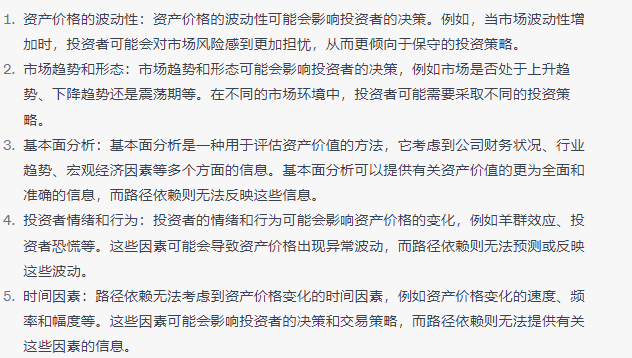 1. 资产价格的波动性：资产价格的波动性可能会影响投资者的决策。例如，当市场波动性增
加时，投资者可能会对市场风险感到更加担忧，从而更倾向于保守的投资策略。
2. 市场趋势和形态：市场趋势和形态可能会影响投资者的决策，例如市场是否处于上升趋
势、下降趋势还是震荡期等。在不同的市场环境中，投资者可能需要采取不同的投资策
略。
3. 基本面分析：基本面分析是一种用于评估资产价值的方法，它考虑到公司财务状况、行业
趋势、宏观经济因素等多个方面的信息。基本面分析可以提供有关资产价值的更为全面和
准确的信息，而路径依赖则无法反映这些信息。
4. 投资者情绪和行为：投资者的情绪和行为可能会影响资产价格的变化，例如羊群效应、投
资者恐慌等。这些因素可能会导致资产价格出现异常波动，而路径依赖则无法预测或反映
这些波动。
5. 时间因素：路径依赖无法考虑到资产价格变化的时间因素，例如资产价格变化的速度、频
率和幅度等。这些因素可能会影响投资者的决策和交易策略，而路径依赖则无法提供有关
这些因素的信息。